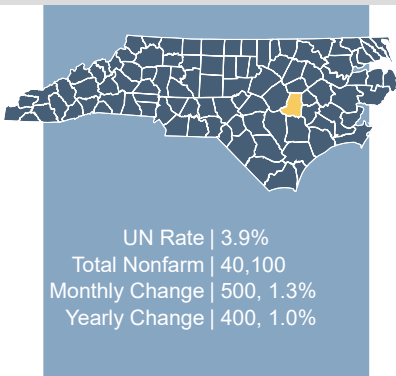 UN Rate | 3.9%
Total Nonfarm | 40,100
Monthly Change | 500, 1.3%
Yearly Change | 400, 1.0%